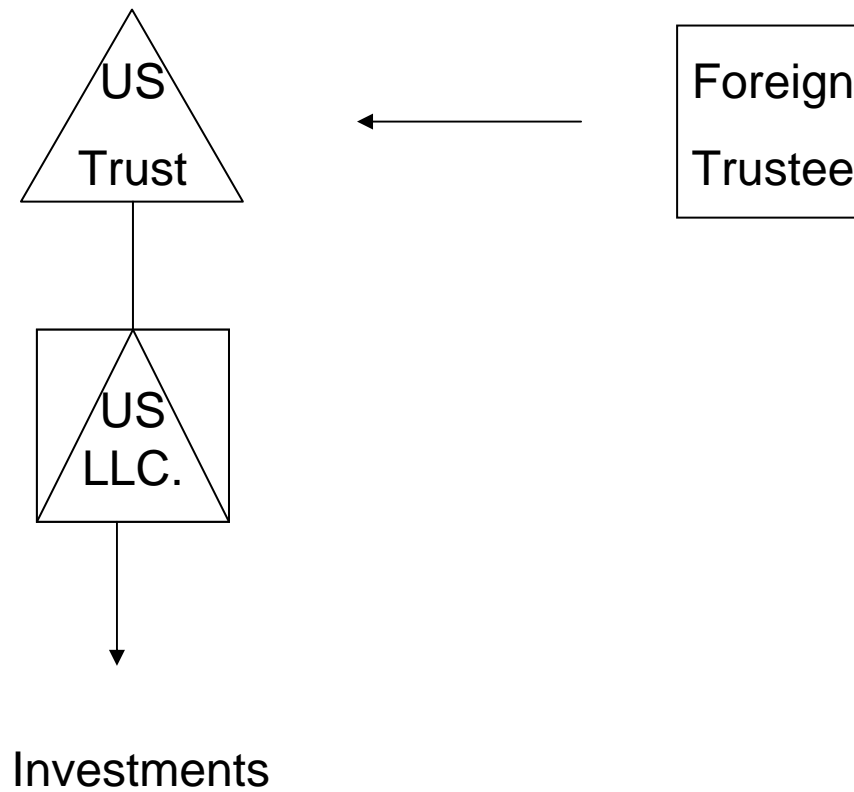 US
Trust
Foreign
Trustee
US
LLC.
Investments